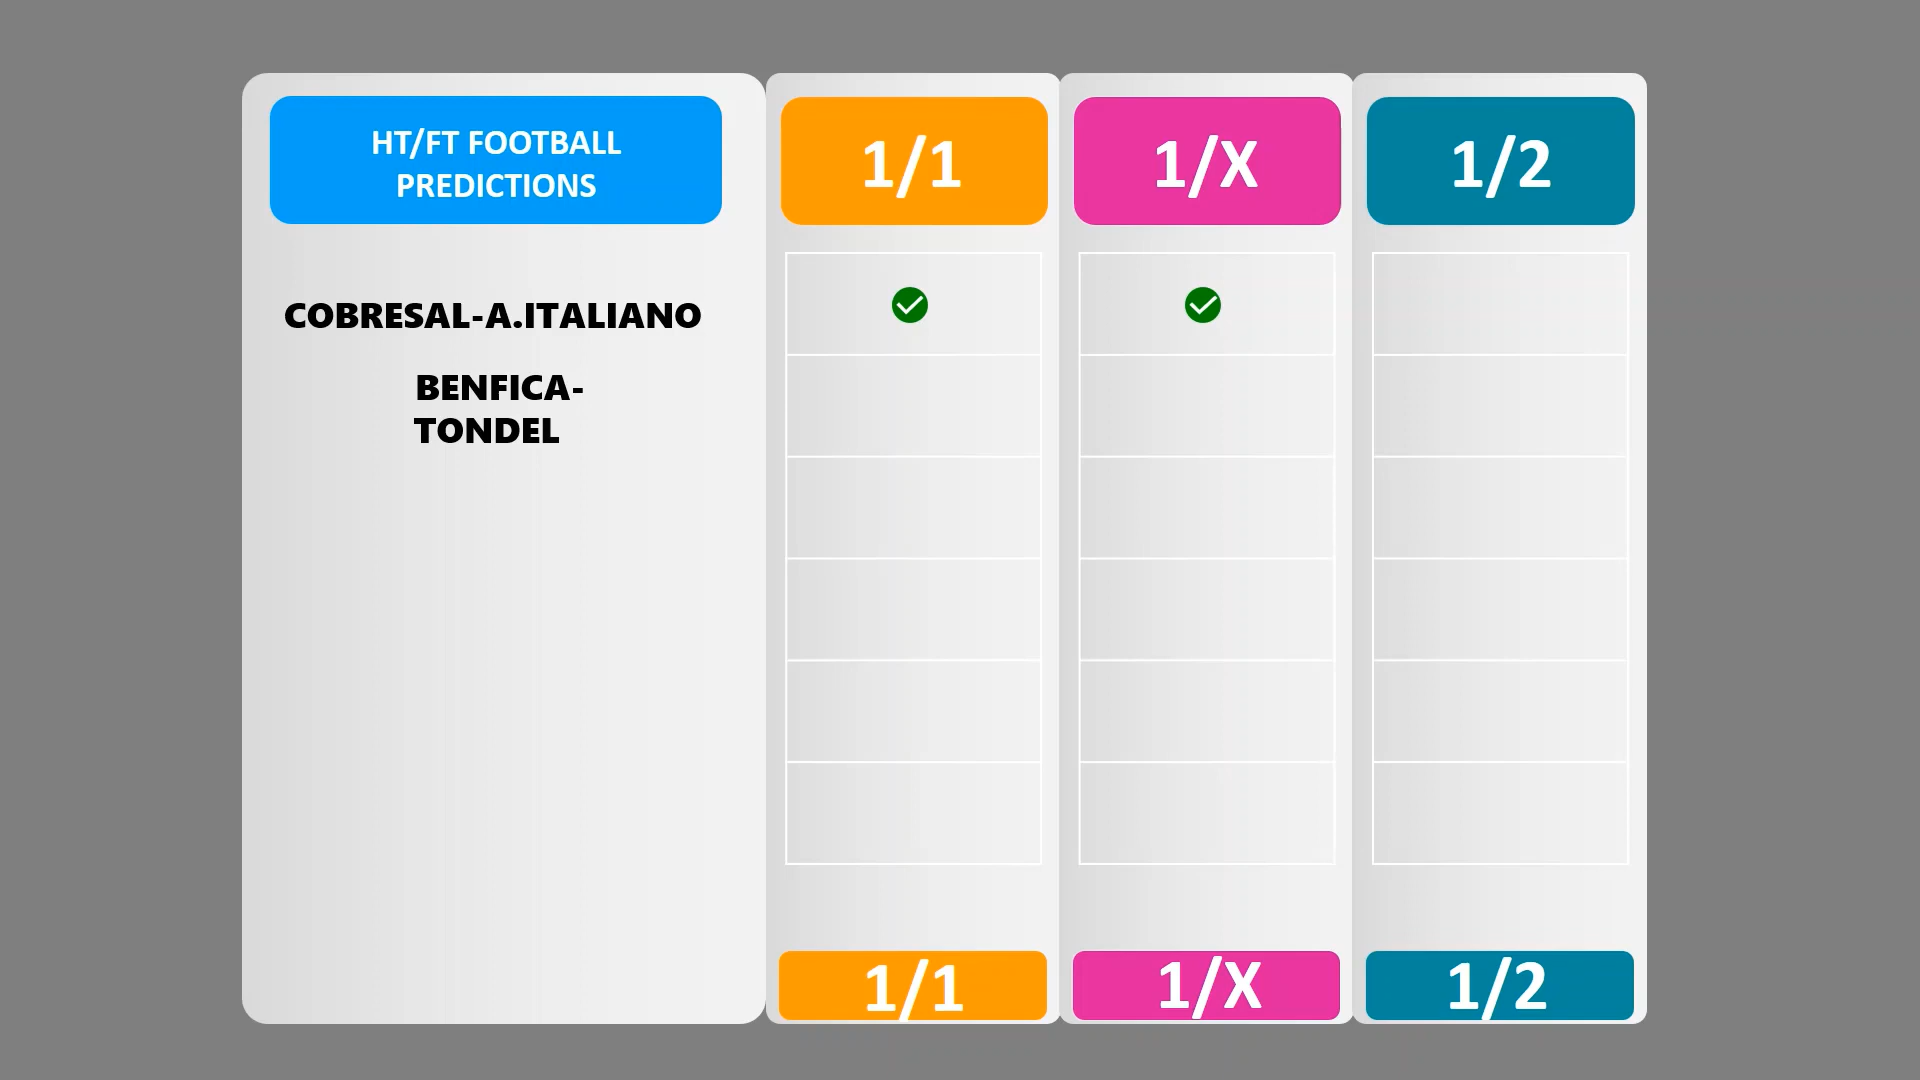 HT/FT FOOTBALL
PREDICTIONS
1/1
1/X
1/2
COBRESAL-A.ITALIANO
BENFICA-
TONDEL
1/1
1/X
1/2